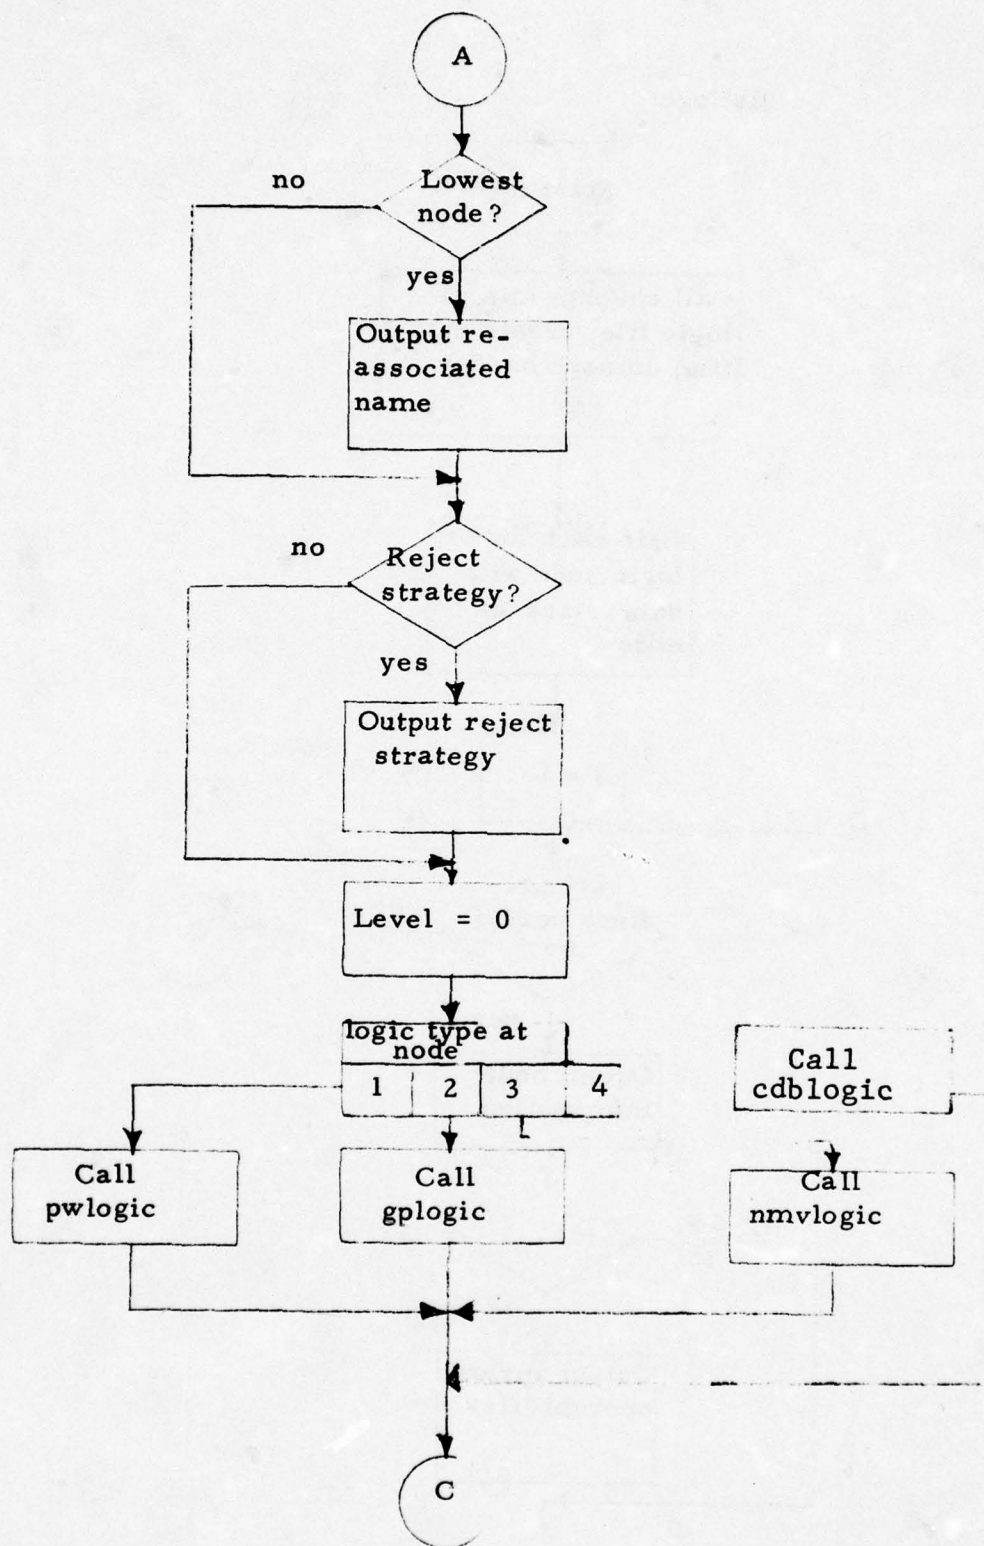 A
no
Lowest
node?
yes
Output re-
associated
name
no
Reject
strategy?
yes
Output reject
strategy
Level = 0
logic type at
node
1 2 3 4
Call
cdblogic
Call
pwlogic
Call
gplogic
Call
nmvlogic
C